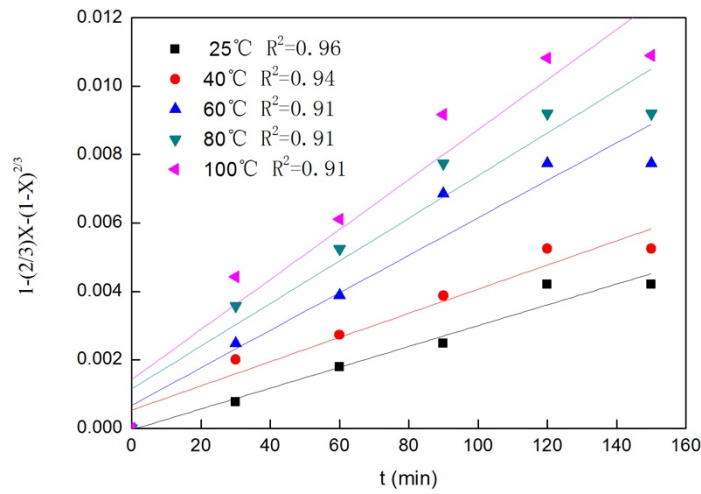 0.012
0.010
0.008
0.006
0.004
0.002
0.000
1-(2/3)X-(1-X)^{2/3}
25℃ R²=0.96
40℃ R²=0.94
60℃ R²=0.91
80℃ R²=0.91
100℃ R²=0.91
0 20 40 60 80 100 120 140 160
t (min)